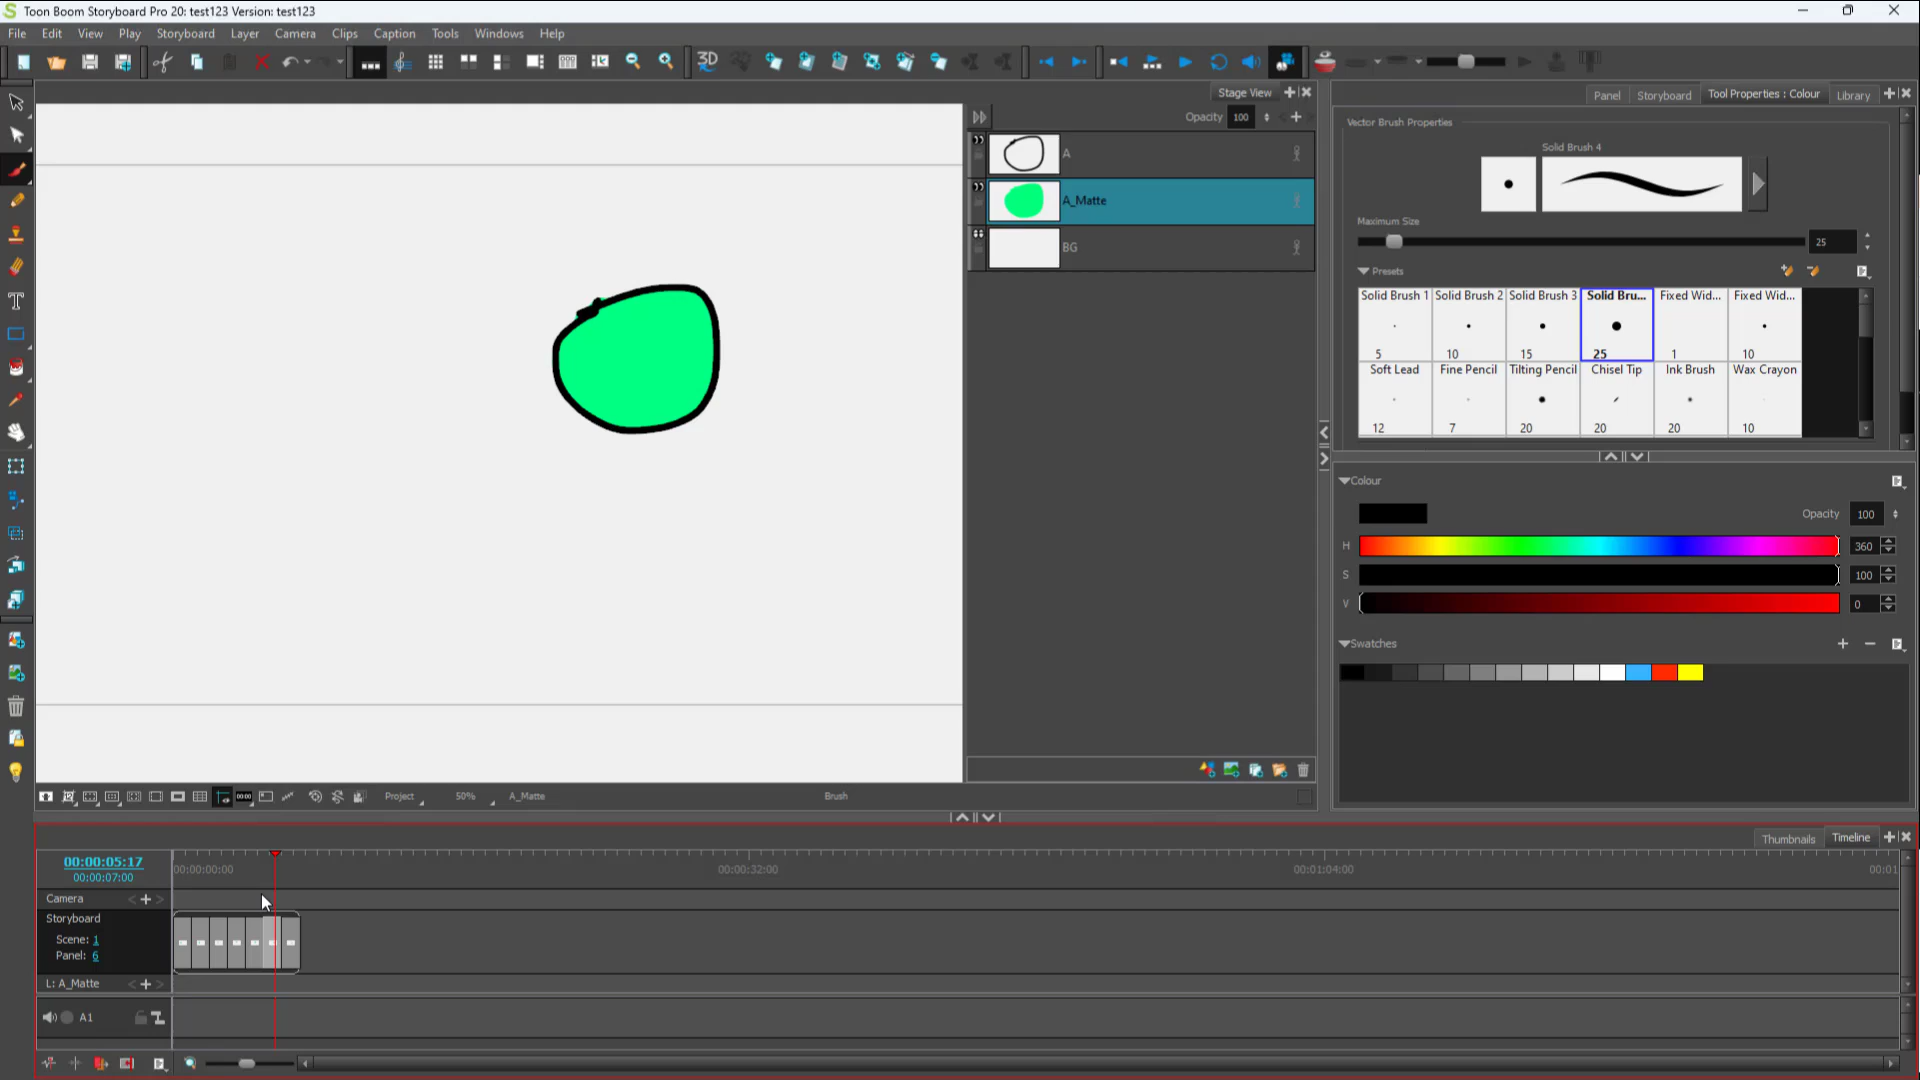 Toon Boom Storyboard Pro 20: test123 Version: test123
File Edit View Play Storyboard Layer Camera Clips Caption Tools Windows Help
3D
Stage View
Opacity 100
A
A_Matte
BG
Panel Storyboard Tool Properties : Colour Library
Vector Brush Properties
Solid Brush 4
Maximum Size
25
Presets
Solid Brush 1 Solid Brush 2 Solid Brush 3 Solid Bru... Fixed Wid... Fixed Wid...
5 10 15 25 1 10
Soft Lead Fine Pencil Tilting Pencil Chisel Tip Ink Brush Wax Crayon
12 7 20 20 20 10
Colour
Opacity 100
H 360
S 100
V 0
Swatches
T
Project 50% A_Matte Brush
Thumbnails Timeline
00:00:05:17
00:00:07:00
00:00:00:00 00:00:32:00 00:01:04:00 00:01
Camera
Storyboard
Scene: 1
Panel: 6
L: A_Matte
A1